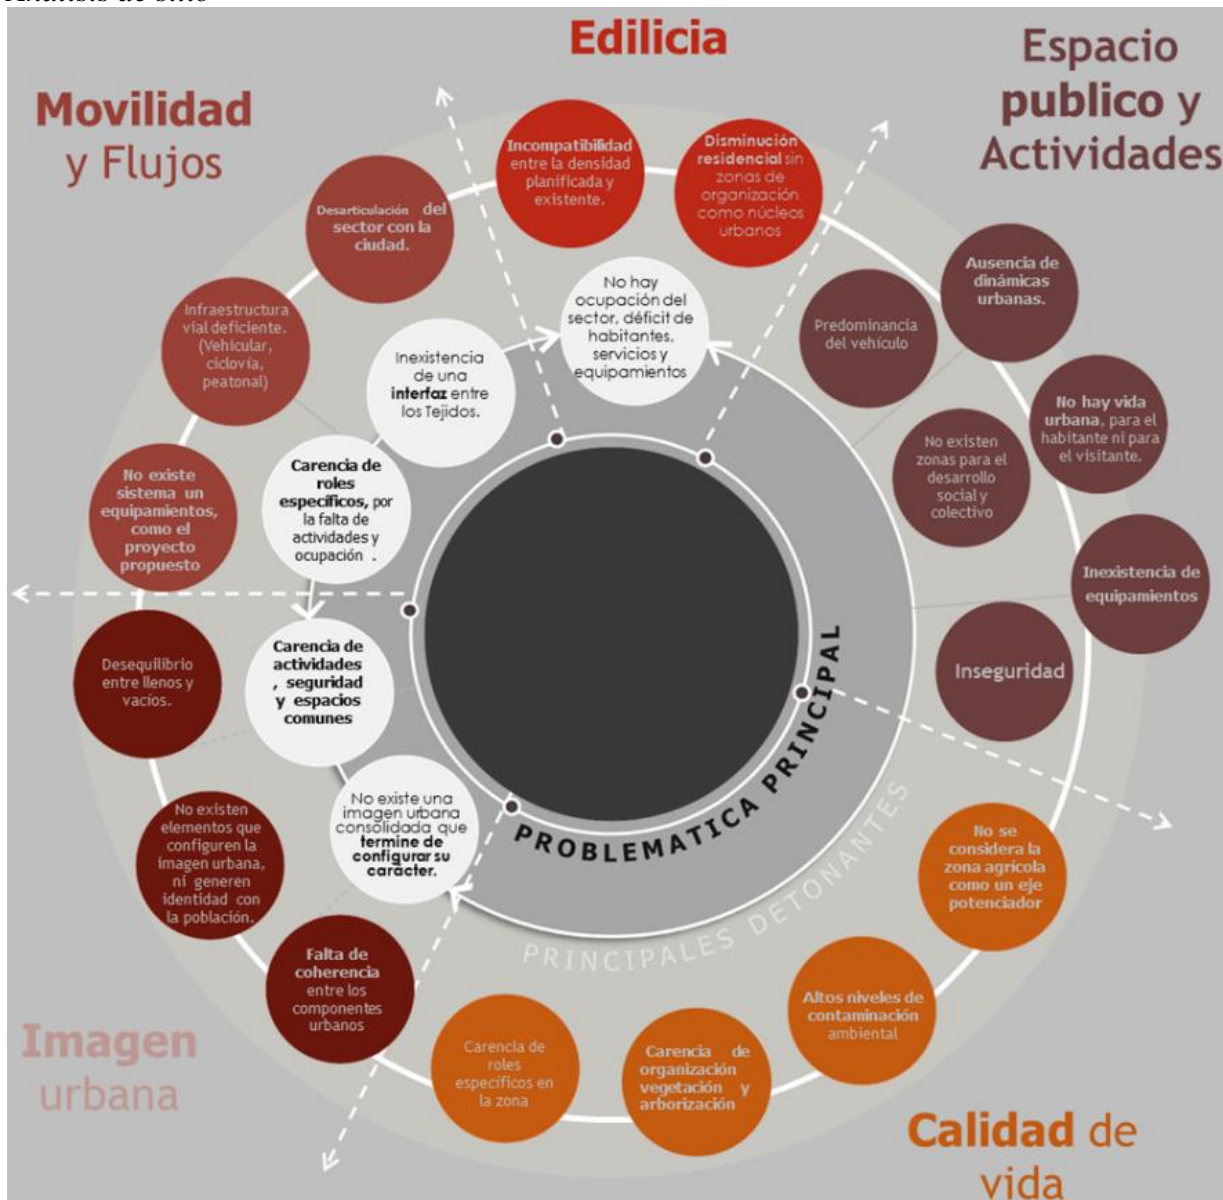 Análisis de sitio
Edilicia
Espacio
publico y
Actividades
Movilidad
y Flujos
Incompatibilidad
entre la densidad
planificada y
existente.
Disminución
residencial sin
zonas de
organización
como núcleos
urbanos
Desarticulación del
sector con la
ciudad.
Infraestructura
vial deficiente.
(Vehicular,
ciclovía,
peatonal)
No existe
sistema un
equipamientos,
como el
proyecto
propuesto
No hay
ocupación del
sector, déficit de
habitantes,
servicios y
equipamientos
Inexistencia
de una
interfaz entre
los Tejidos.
Carencia de
roles
específicos, por
la falta de
actividades y
ocupación .
Carencia de
actividades
, seguridad
y espacios
comunes
No existe una
imagen urbana
consolidada que
termine de
configurar su
carácter.
Ausencia de
dinámicas
urbanas.
Predominancia
del vehículo
No hay vida
urbana, para el
habitante ni para
el visitante.
No existen
zonas para el
desarrollo
social y
colectivo
Inexistencia de
equipamientos
Inseguridad
PROBLEMATICA PRINCIPAL
PRINCIPALES DETONANTES
Desequilibrio
entre llenos y
vacíos.
No existen
elementos que
configuren la
imagen urbana,
ni generen
identidad con
la población.
Falta de
coherencia
entre los
componentes
urbanos
Imagen
urbana
No se
considera la
zona agrícola
como un eje
potenciador
Altos niveles de
contaminación
ambiental
Carencia de
organización
vegetación y
arborización
Carencia de
roles
específicos en
la zona
Calidad de
vida